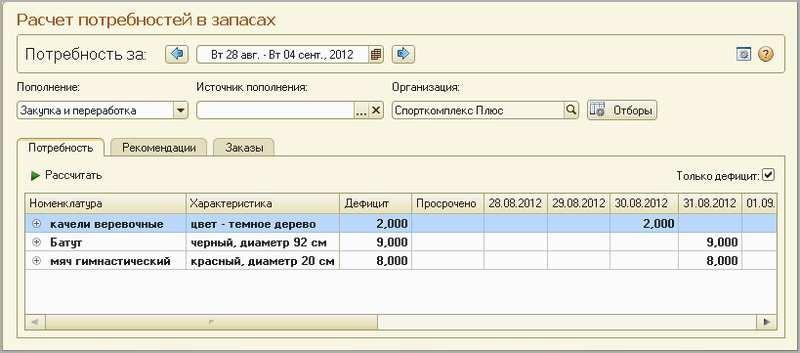 Расчет потребностей в запасах
Потребность за: Вт 28 авг. - Вт 04 сент., 2012
Пополнение: Источник пополнения: Организация:
Закупка и переработка ... Спорткомплекс Плюс Отборы
Потребность Рекомендации Заказы
Рассчитать Только дефицит:
Номенклатура Характеристика Дефицит Просрочено 28.08.2012 29.08.2012 30.08.2012 31.08.2012 01.09.
качели веревочные цвет - темное дерево 2,000 2,000
Батут черный, диаметр 92 см 9,000 9,000
мяч гимнастический красный, диаметр 20 см 8,000 8,000